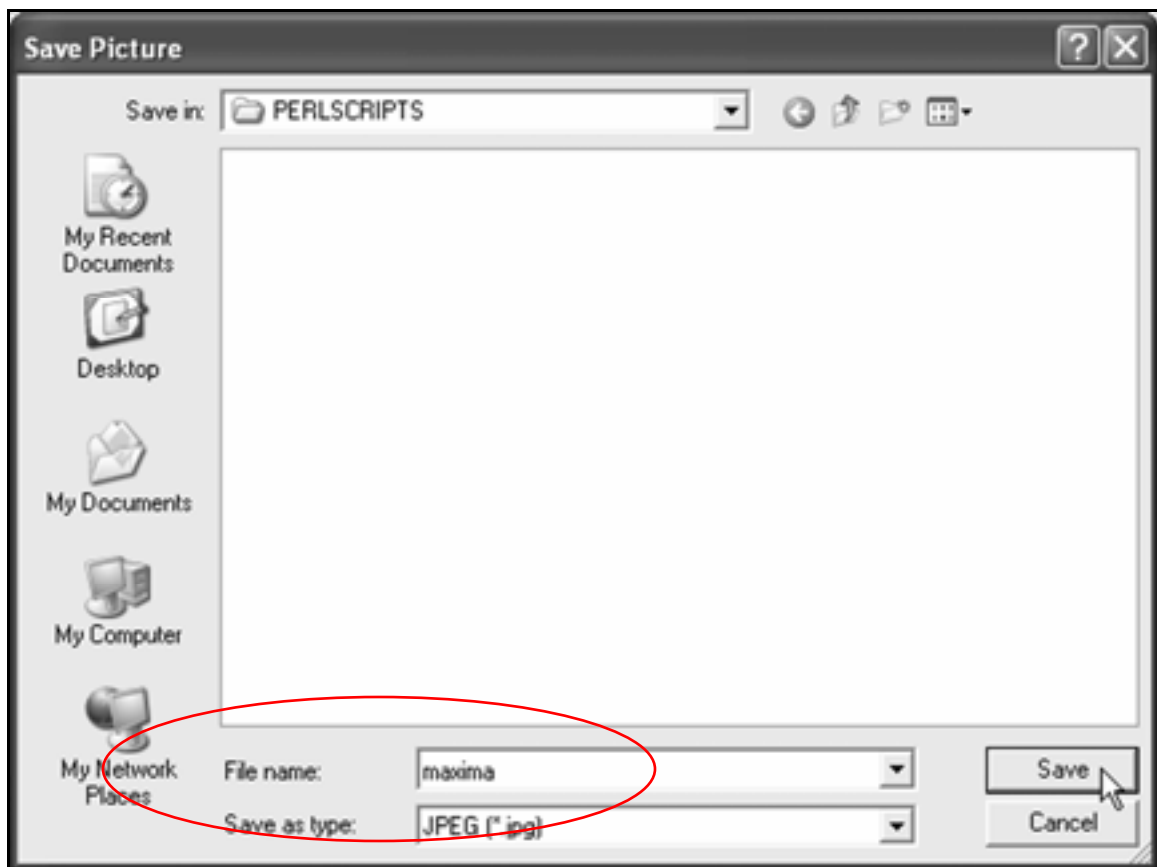 Save Picture
Save in: PERLSCRIPTS
My Recent
Documents
Desktop
My Documents
My Computer
My Network
Places
File name: maxima
Save
Save as type: JPEG (*.jpg)
Cancel